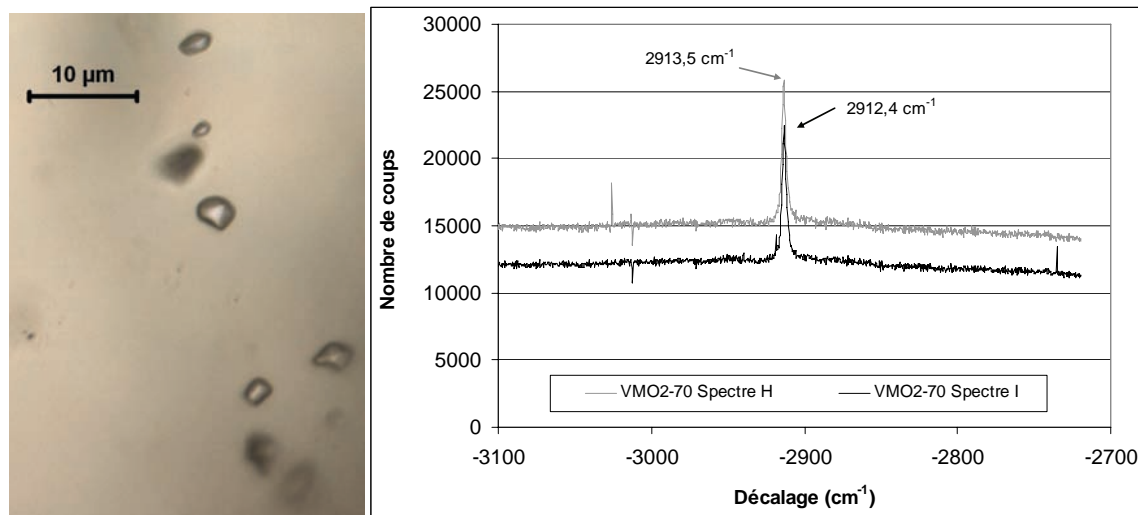 10 µm
30000
25000
20000
15000
10000
5000
0
Nombre de coups
2913,5 cm-1
2912,4 cm-1
VMO2-70 Spectre H
VMO2-70 Spectre I
-3100
-3000
-2900
-2800
-2700
Décalage (cm-1)